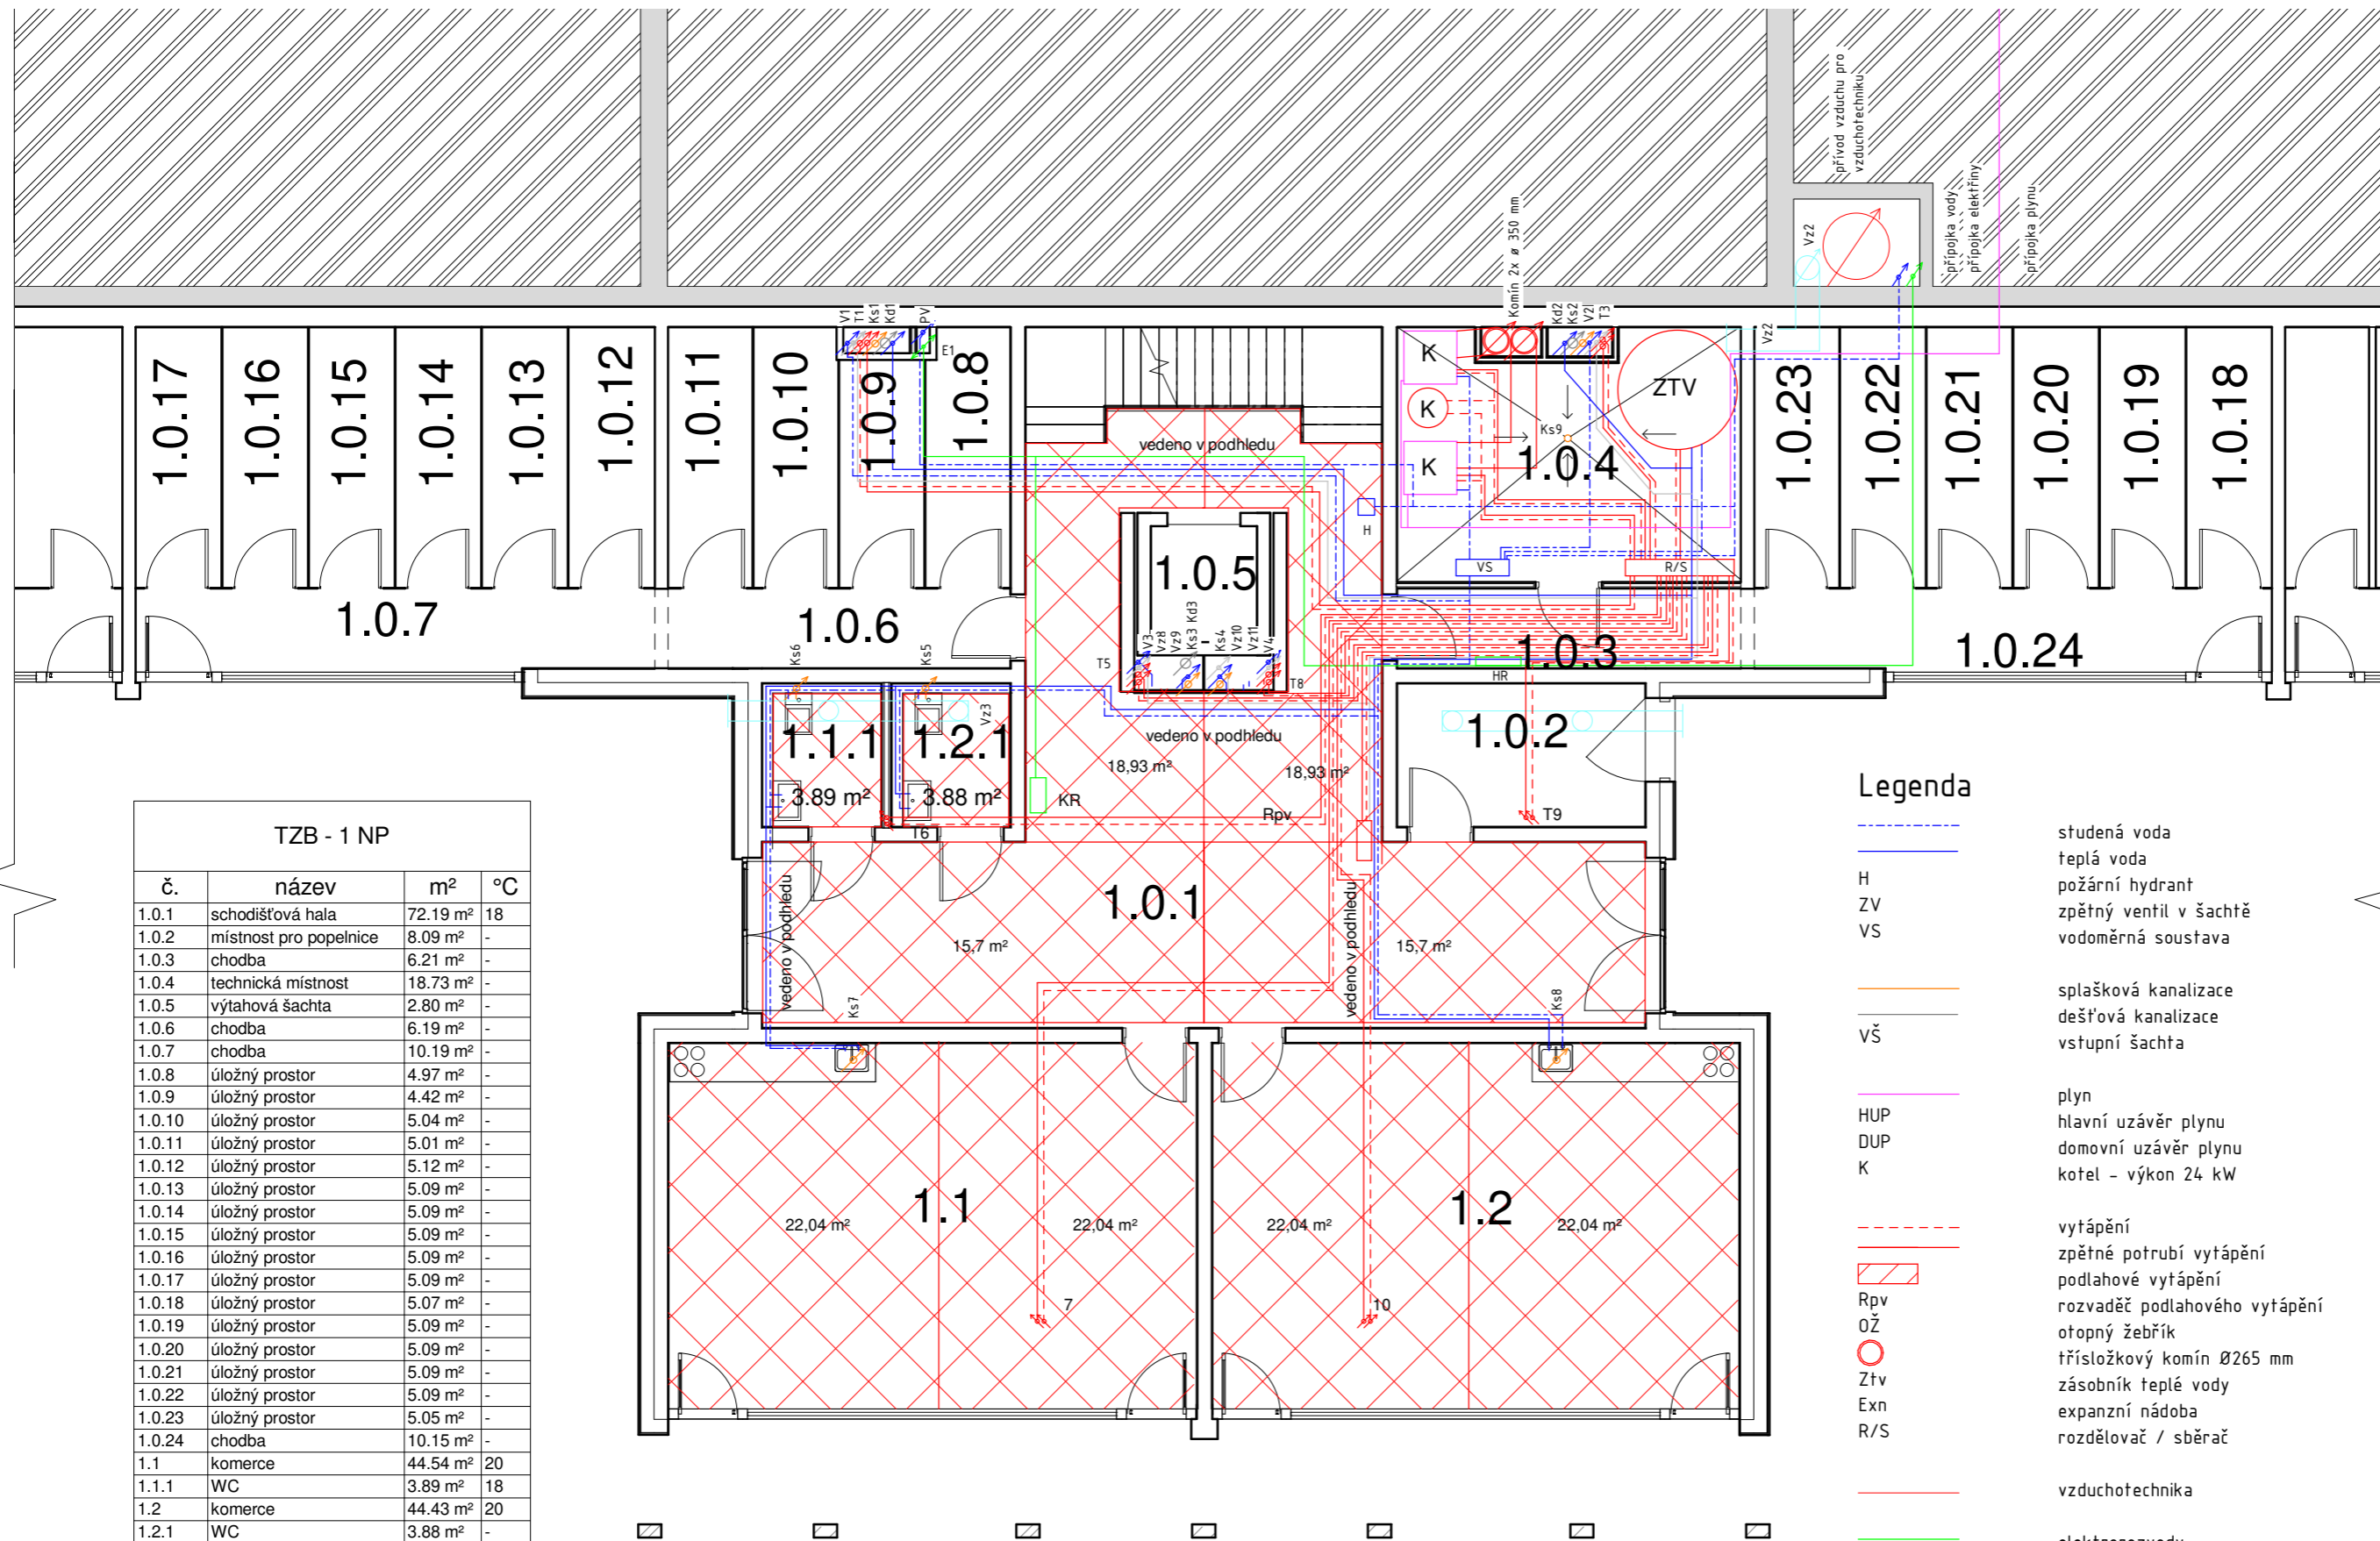 přívod vzduchu pro
vzduchotechniku
přípojka vody
přípojka elektřiny
přípojka plynu
Vz2
Vz2
Komín 2x ø 350 mm
V1
T1
Ks1
Kd1
PV
E1
Kd2
Ks2
V2
T3
1.0.17
1.0.16
1.0.15
1.0.14
1.0.13
1.0.12
1.0.11
1.0.10
1.0.9
1.0.8
K
K
K
ZTV
Ks9
1.0.4
1.0.23
1.0.22
1.0.21
1.0.20
1.0.19
1.0.18
vedeno v podhledu
H
VS
R/S
1.0.5
1.0.7
1.0.6
1.0.3
1.0.24
V3
Vz8
Vz9
Ks3 Kd3
Ks4
Vz10
Vz11
V4
T5
T8
HR
Ks6
Ks5
Vz3
1.1.1
1.2.1
3.89 m²
3.88 m²
T6
vedeno v podhledu
18,93 m²
18,93 m²
KR
Rpv
1.0.2
T9
1.0.1
15,7 m²
15,7 m²
vedeno v podhledu
vedeno v podhledu
Ks7
Ks8
1.1
1.2
22,04 m²
22,04 m²
22,04 m²
22,04 m²
7
10
TZB - 1 NP
č. název m² °C
1.0.1 schodišťová hala 72.19 m² 18
1.0.2 místnost pro popelnice 8.09 m² -
1.0.3 chodba 6.21 m² -
1.0.4 technická místnost 18.73 m² -
1.0.5 výtahová šachta 2.80 m² -
1.0.6 chodba 6.19 m² -
1.0.7 chodba 10.19 m² -
1.0.8 úložný prostor 4.97 m² -
1.0.9 úložný prostor 4.42 m² -
1.0.10 úložný prostor 5.04 m² -
1.0.11 úložný prostor 5.01 m² -
1.0.12 úložný prostor 5.12 m² -
1.0.13 úložný prostor 5.09 m² -
1.0.14 úložný prostor 5.09 m² -
1.0.15 úložný prostor 5.09 m² -
1.0.16 úložný prostor 5.09 m² -
1.0.17 úložný prostor 5.09 m² -
1.0.18 úložný prostor 5.07 m² -
1.0.19 úložný prostor 5.09 m² -
1.0.20 úložný prostor 5.09 m² -
1.0.21 úložný prostor 5.09 m² -
1.0.22 úložný prostor 5.09 m² -
1.0.23 úložný prostor 5.05 m² -
1.0.24 chodba 10.15 m² -
1.1 komerce 44.54 m² 20
1.1.1 WC 3.89 m² 18
1.2 komerce 44.43 m² 20
1.2.1 WC 3.88 m² -
Legenda
studená voda
teplá voda
H požární hydrant
ZV zpětný ventil v šachtě
VS vodoměrná soustava
splašková kanalizace
dešťová kanalizace
VŠ vstupní šachta
plyn
HUP hlavní uzávěr plynu
DUP domovní uzávěr plynu
K kotel - výkon 24 kW
vytápění
zpětné potrubí vytápění
podlahové vytápění
Rpv rozvaděč podlahového vytápění
OŽ otopný žebřík
třísložkový komín Ø265 mm
Ztv zásobník teplé vody
Exn expanzní nádoba
R/S rozdělovač / sběrač
vzduchotechnika